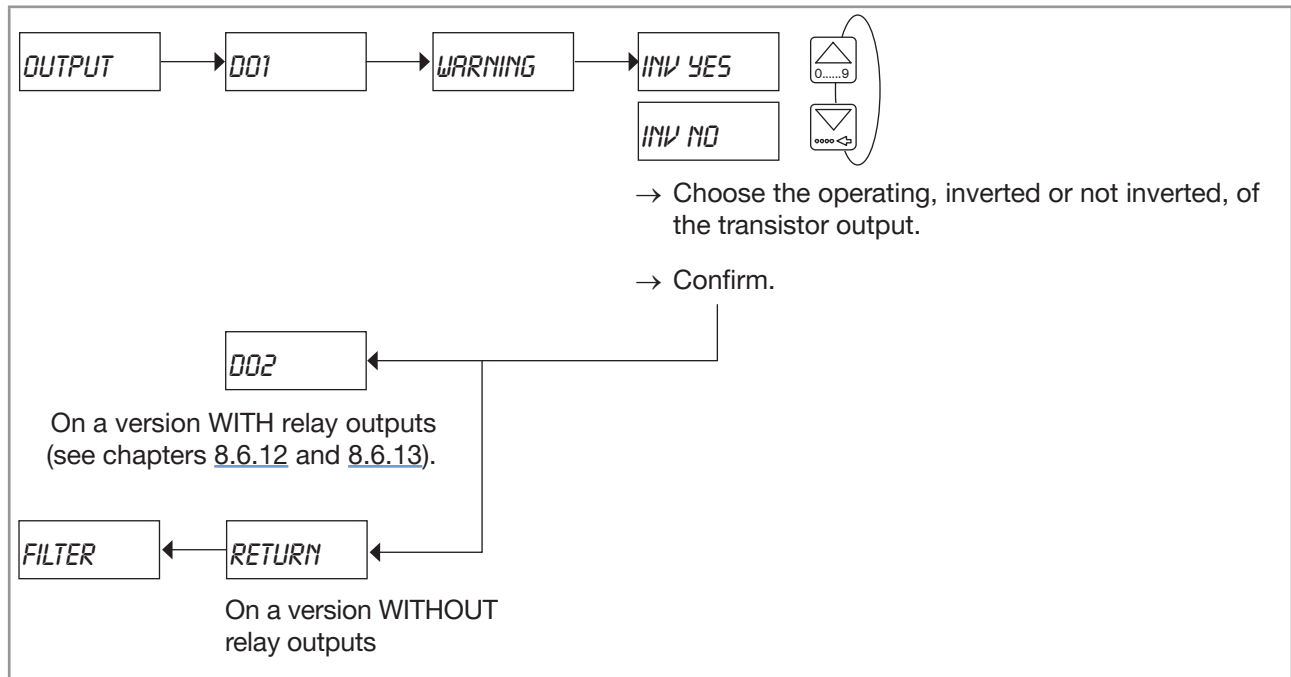 OUTPUT
DO1
WARNING
INV YES
0......9
INV NO
→ Choose the operating, inverted or not inverted, of
the transistor output.
→ Confirm.
DO2
On a version WITH relay outputs
(see chapters 8.6.12 and 8.6.13).
FILTER
RETURN
On a version WITHOUT
relay outputs